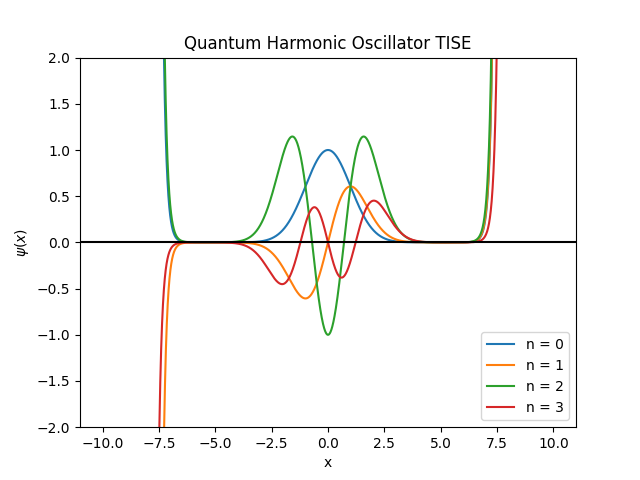 Quantum Harmonic Oscillator TISE
2.0
1.5
1.0
0.5
0.0
−0.5
−1.0
−1.5
−2.0
ψ(x)
n = 0
n = 1
n = 2
n = 3
−10.0 −7.5 −5.0 −2.5 0.0 2.5 5.0 7.5 10.0
x